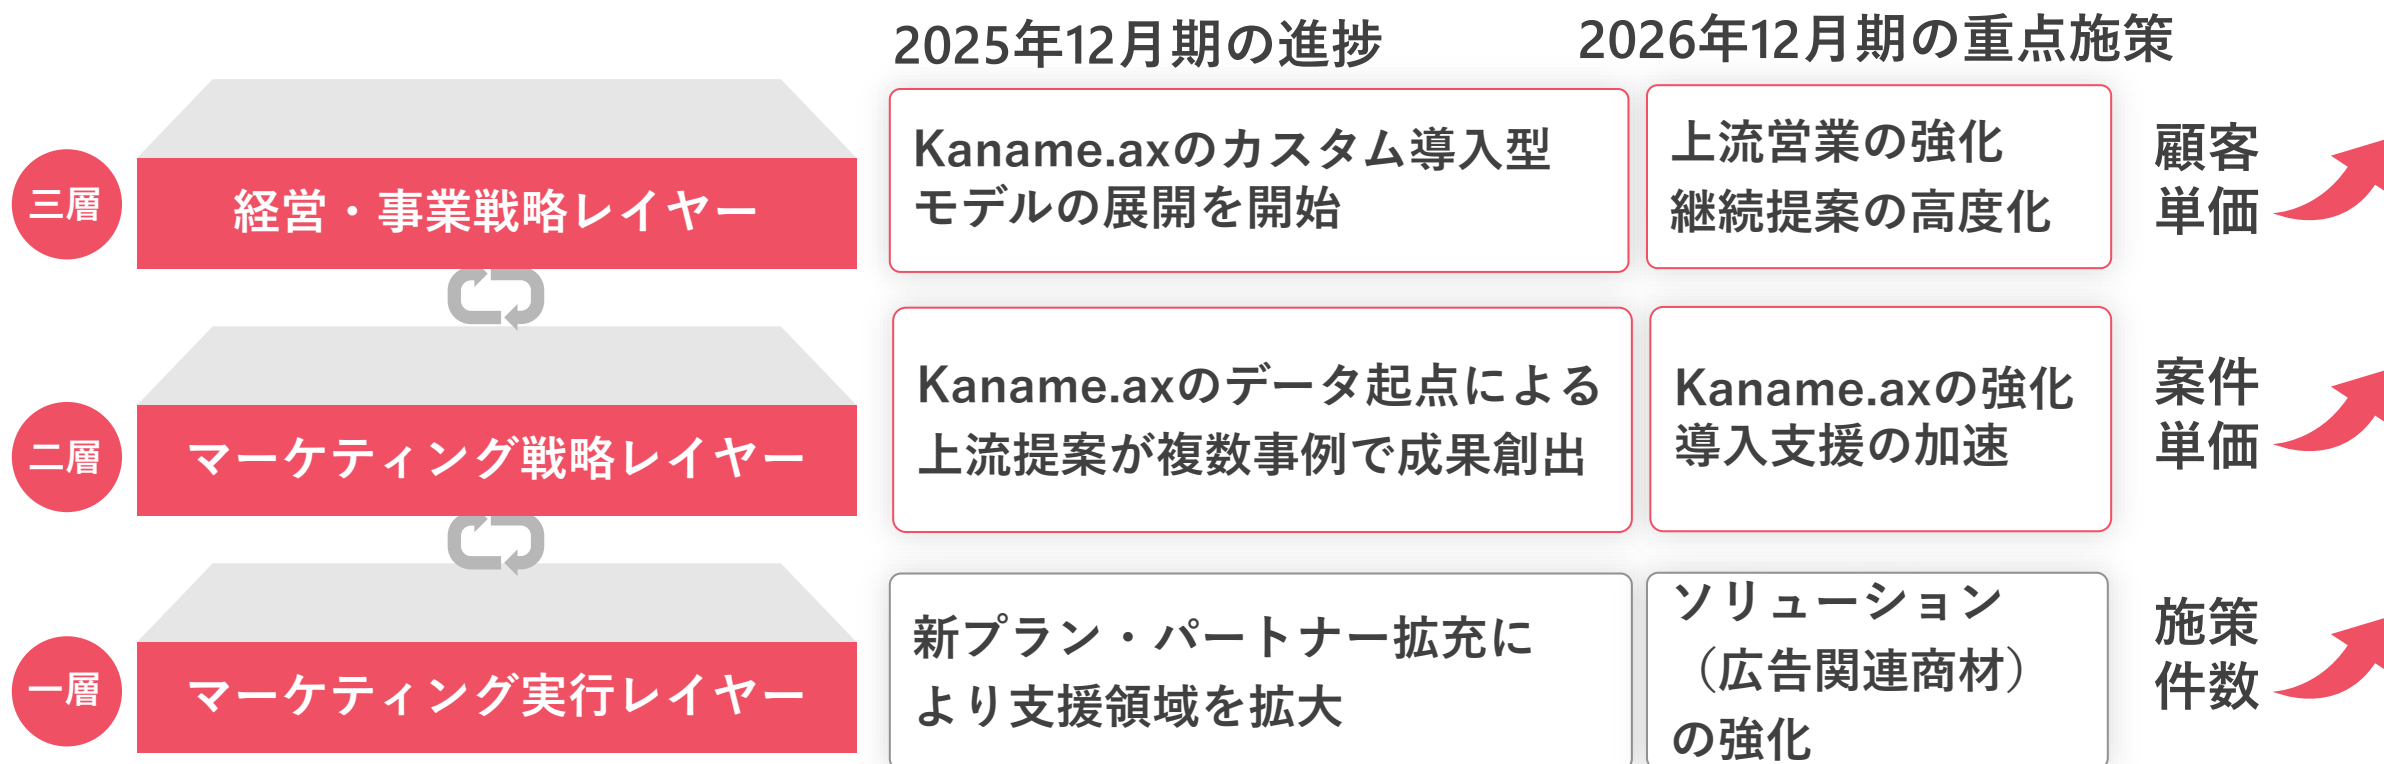 2025年12月期の進捗
2026年12月期の重点施策
三層
経営・事業戦略レイヤー
Kaname.axのカスタム導入型
モデルの展開を開始
上流営業の強化
継続提案の高度化
顧客
単価
二層
マーケティング戦略レイヤー
Kaname.axのデータ起点による
上流提案が複数事例で成果創出
Kaname.axの強化
導入支援の加速
案件
単価
一層
マーケティング実行レイヤー
新プラン・パートナー拡充に
より支援領域を拡大
ソリューション
（広告関連商材）
の強化
施策
件数